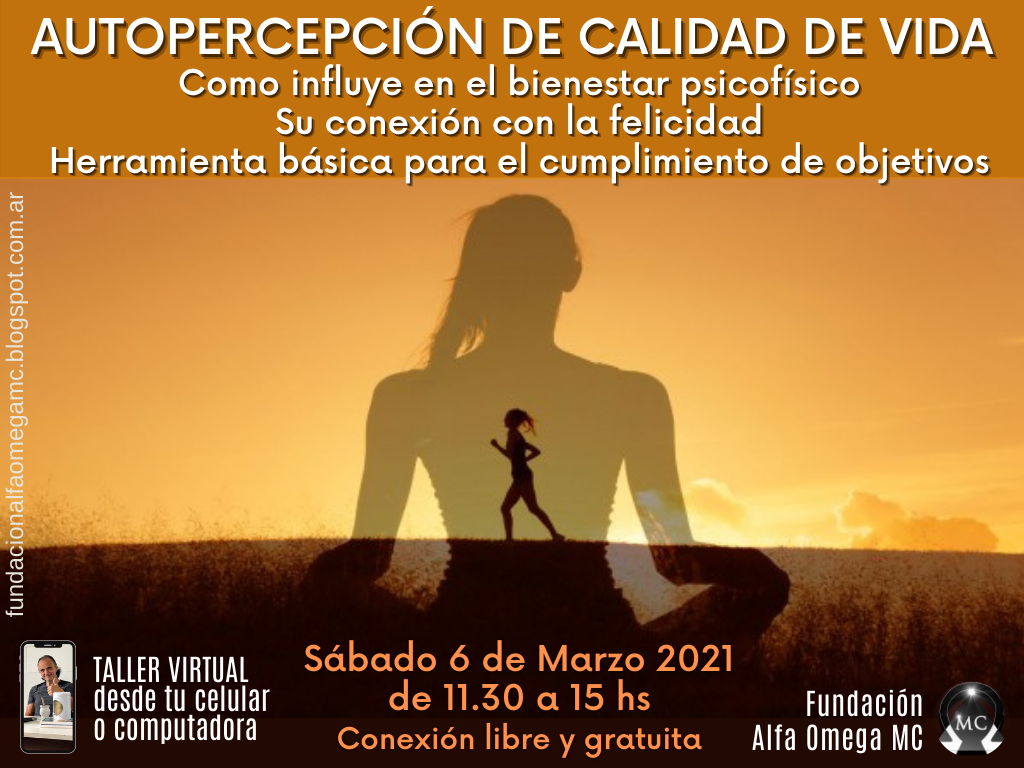 AUTOPERCEPCIÓN DE CALIDAD DE VIDA
Como influye en el bienestar psicofísico
Su conexión con la felicidad
Herramienta básica para el cumplimiento de objetivos
fundacionalfaomegamc.blogspot.com.ar
TALLER VIRTUAL
desde tu celular
o computadora
Sábado 6 de Marzo 2021
de 11.30 a 15 hs
Conexión libre y gratuita
Fundación
Alfa Omega MC
MC